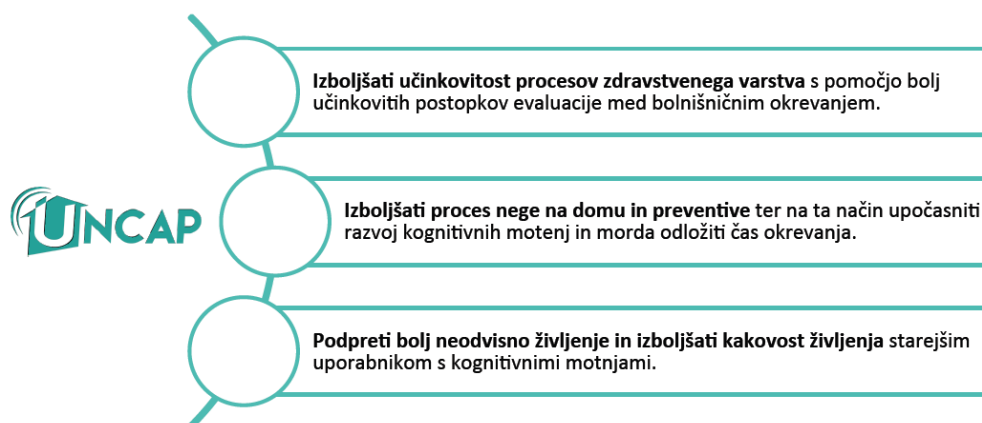 Izboljšati učinkovitost procesov zdravstvenega varstva s pomočjo bolj
učinkovitih postopkov evaluacije med bolnišničnim okrevanjem.
UNCAP
Izboljšati proces nege na domu in preventive ter na ta način upočasniti
razvoj kognitivnih motenj in morda odložiti čas okrevanja.
Podpreti bolj neodvisno življenje in izboljšati kakovost življenja starejšim
uporabnikom s kognitivnimi motnjami.